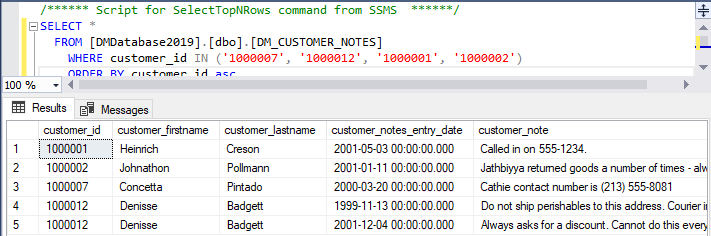 /****** Script for SelectTopNRows command from SSMS ******/
SELECT *
FROM [DMDatabase2019].[dbo].[DM_CUSTOMER_NOTES]
WHERE customer_id IN ('1000007', '1000012', '1000001', '1000002')
ORDER BY customer_id asc
100 %
Results Messages
customer_id customer_firstname customer_lastname customer_notes_entry_date customer_note
1 1000001 Heinrich Creson 2001-05-03 00:00:00.000 Called in on 555-1234.
2 1000002 Johnathon Pollmann 2001-01-11 00:00:00.000 Jathbiyya returned goods a number of times - alw
3 1000007 Concetta Pintado 2000-03-20 00:00:00.000 Cathie contact number is (213) 555-8081
4 1000012 Denisse Badgett 1999-11-13 00:00:00.000 Do not ship perishables to this address. Courier in
5 1000012 Denisse Badgett 2001-12-04 00:00:00.000 Always asks for a discount. Cannot do this every